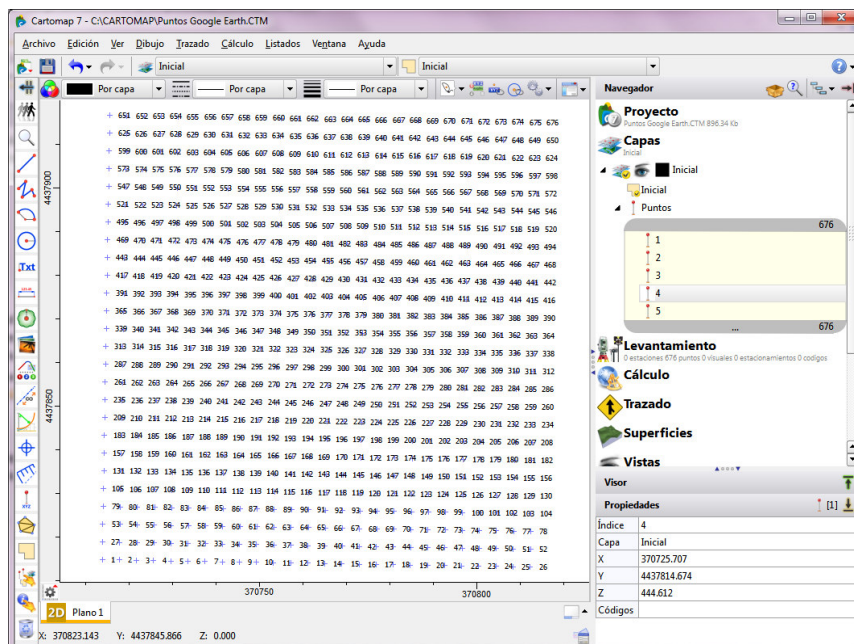 Cartomap 7 - C:\CARTOMAP\Puntos Google Earth.CTM
Archivo Edición Ver Dibujo Trazado Cálculo Listados Ventana Ayuda
Inicial Inicial
Por capa Por capa Por capa
651 652 653 654 655 656 657 658 659 660 661 662 663 664 665 666 667 668 669 670 671 672 673 674 675 676
625 626 627 628 629 630 631 632 633 634 635 636 637 638 639 640 641 642 643 644 645 646 647 648 649 650
599 600 601 602 603 604 605 606 607 608 609 610 611 612 613 614 615 616 617 618 619 620 621 622 623 624
573 574 575 576 577 578 579 580 581 582 583 584 585 586 587 588 589 590 591 592 593 594 595 596 597 598
547 548 549 550 551 552 553 554 555 556 557 558 559 560 561 562 563 564 565 566 567 568 569 570 571 572
521 522 523 524 525 526 527 528 529 530 531 532 533 534 535 536 537 538 539 540 541 542 543 544 545 546
495 496 497 498 499 500 501 502 503 504 505 506 507 508 509 510 511 512 513 514 515 516 517 518 519 520
469 470 471 472 473 474 475 476 477 478 479 480 481 482 483 484 485 486 487 488 489 490 491 492 493 494
443 444 445 446 447 448 449 450 451 452 453 454 455 456 457 458 459 460 461 462 463 464 465 466 467 468
417 418 419 420 421 422 423 424 425 426 427 428 429 430 431 432 433 434 435 436 437 438 439 440 441 442
391 392 393 394 395 396 397 398 399 400 401 402 403 404 405 406 407 408 409 410 411 412 413 414 415 416
365 366 367 368 369 370 371 372 373 374 375 376 377 378 379 380 381 382 383 384 385 386 387 388 389 390
339 340 341 342 343 344 345 346 347 348 349 350 351 352 353 354 355 356 357 358 359 360 361 362 363 364
313 314 315 316 317 318 319 320 321 322 323 324 325 326 327 328 329 330 331 332 333 334 335 336 337 338
287 288 289 290 291 292 293 294 295 296 297 298 299 300 301 302 303 304 305 306 307 308 309 310 311 312
261 262 263 264 265 266 267 268 269 270 271 272 273 274 275 276 277 278 279 280 281 282 283 284 285 286
235 236 237 238 239 240 241 242 243 244 245 246 247 248 249 250 251 252 253 254 255 256 257 258 259 260
209 210 211 212 213 214 215 216 217 218 219 220 221 222 223 224 225 226 227 228 229 230 231 232 233 234
183 184 185 186 187 188 189 190 191 192 193 194 195 196 197 198 199 200 201 202 203 204 205 206 207 208
157 158 159 160 161 162 163 164 165 166 167 168 169 170 171 172 173 174 175 176 177 178 179 180 181 182
131 132 133 134 135 136 137 138 139 140 141 142 143 144 145 146 147 148 149 150 151 152 153 154 155 156
105 106 107 108 109 110 111 112 113 114 115 116 117 118 119 120 121 122 123 124 125 126 127 128 129 130
79 80 81 82 83 84 85 86 87 88 89 90 91 92 93 94 95 96 97 98 99 100 101 102 103 104
53 54 55 56 57 58 59 60 61 62 63 64 65 66 67 68 69 70 71 72 73 74 75 76 77 78
27 28 29 30 31 32 33 34 35 36 37 38 39 40 41 42 43 44 45 46 47 48 49 50 51 52
1 2 3 4 5 6 7 8 9 10 11 12 13 14 15 16 17 18 19 20 21 22 23 24 25 26
4437900
4437850
370750 370800
.Txt
XYZ
2D Plano 1
X: 370823.143 Y: 4437845.866 Z: 0.000
Navegador
Proyecto
Puntos Google Earth.CTM 896.34 Kb
Capas
Inicial
Inicial
Inicial
Puntos
676
1
2
3
4
5
... 676
Levantamiento
0 estaciones 676 puntos 0 visuales 0 estacionamientos 0 codigos
Cálculo
Trazado
Superficies
Vistas
Visor
Propiedades [1]
Índice 4
Capa Inicial
X 370725.707
Y 4437814.674
Z 444.612
Códigos